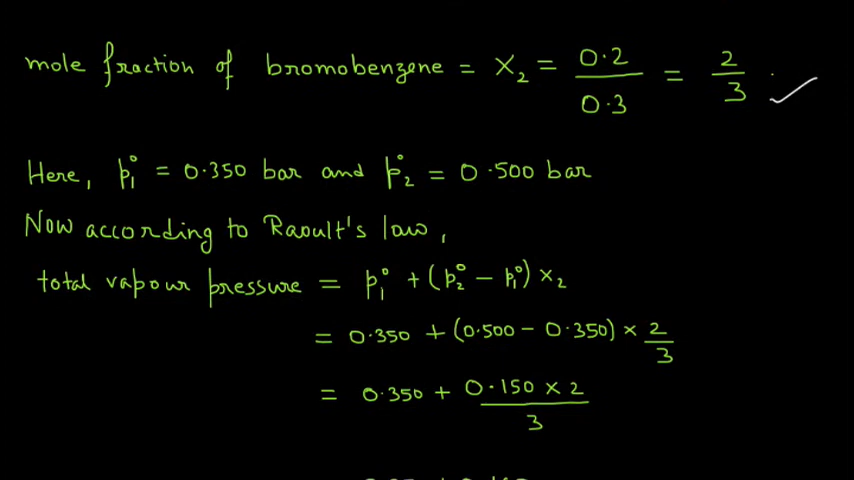 mole fraction of bromobenzene = X₂ = 0.2/0.3 = 2/3
Here, p₁° = 0.350 bar and p₂° = 0.500 bar
Now according to Raoult's law,
total vapour pressure = p₁° + (p₂° − p₁°) x₂
= 0.350 + (0.500 − 0.350) × 2/3
= 0.350 + 0.150 × 2/3